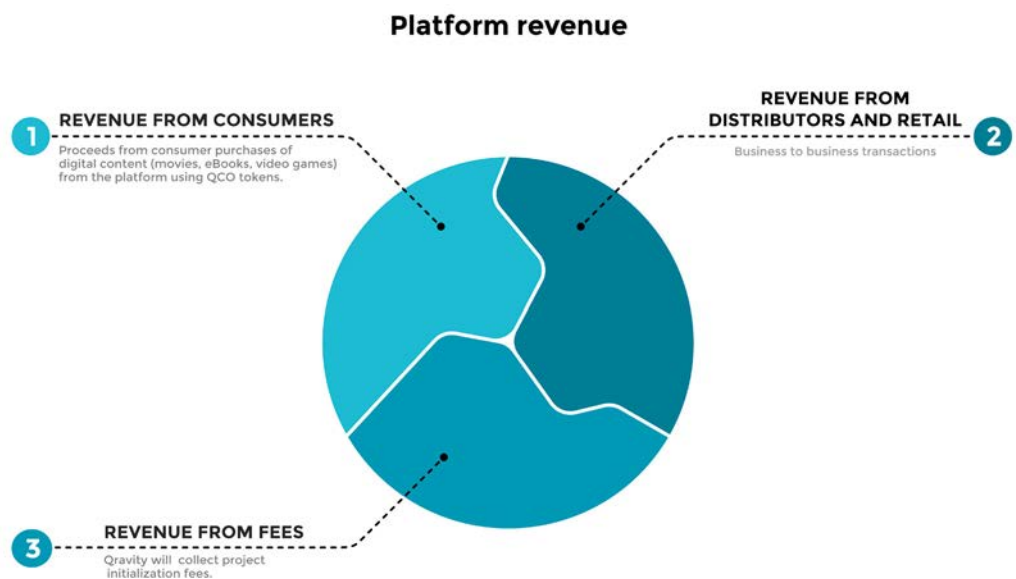 Platform revenue
1
REVENUE FROM CONSUMERS
Proceeds from consumer purchases of
digital content (movies, eBooks, video games)
from the platform using QCO tokens.
REVENUE FROM
DISTRIBUTORS AND RETAIL
2
Business to business transactions
3
REVENUE FROM FEES
Qravity will collect project
initialization fees.